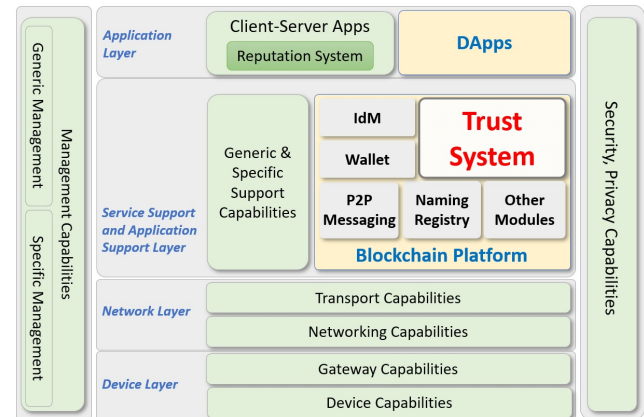 Generic Management
Specific Management
Management Capabilities
Application
Layer
Client-Server Apps
Reputation System
DApps
Service Support
and Application
Support Layer
Generic &
Specific
Support
Capabilities
IdM
Wallet
Trust
System
P2P
Messaging
Naming
Registry
Other
Modules
Blockchain Platform
Network Layer
Transport Capabilities
Networking Capabilities
Device Layer
Gateway Capabilities
Device Capabilities
Security, Privacy Capabilities